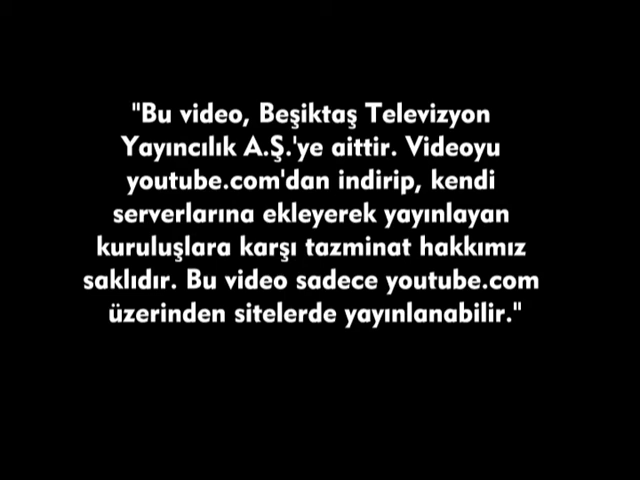 "Bu video, Beşiktaş Televizyon
Yayıncılık A.Ş.'ye aittir. Videoyu
youtube.com'dan indirip, kendi
serverlarına ekleyerek yayınlayan
kuruluşlara karşı tazminat hakkımız
saklıdır. Bu video sadece youtube.com
üzerinden sitelerde yayınlanabilir."